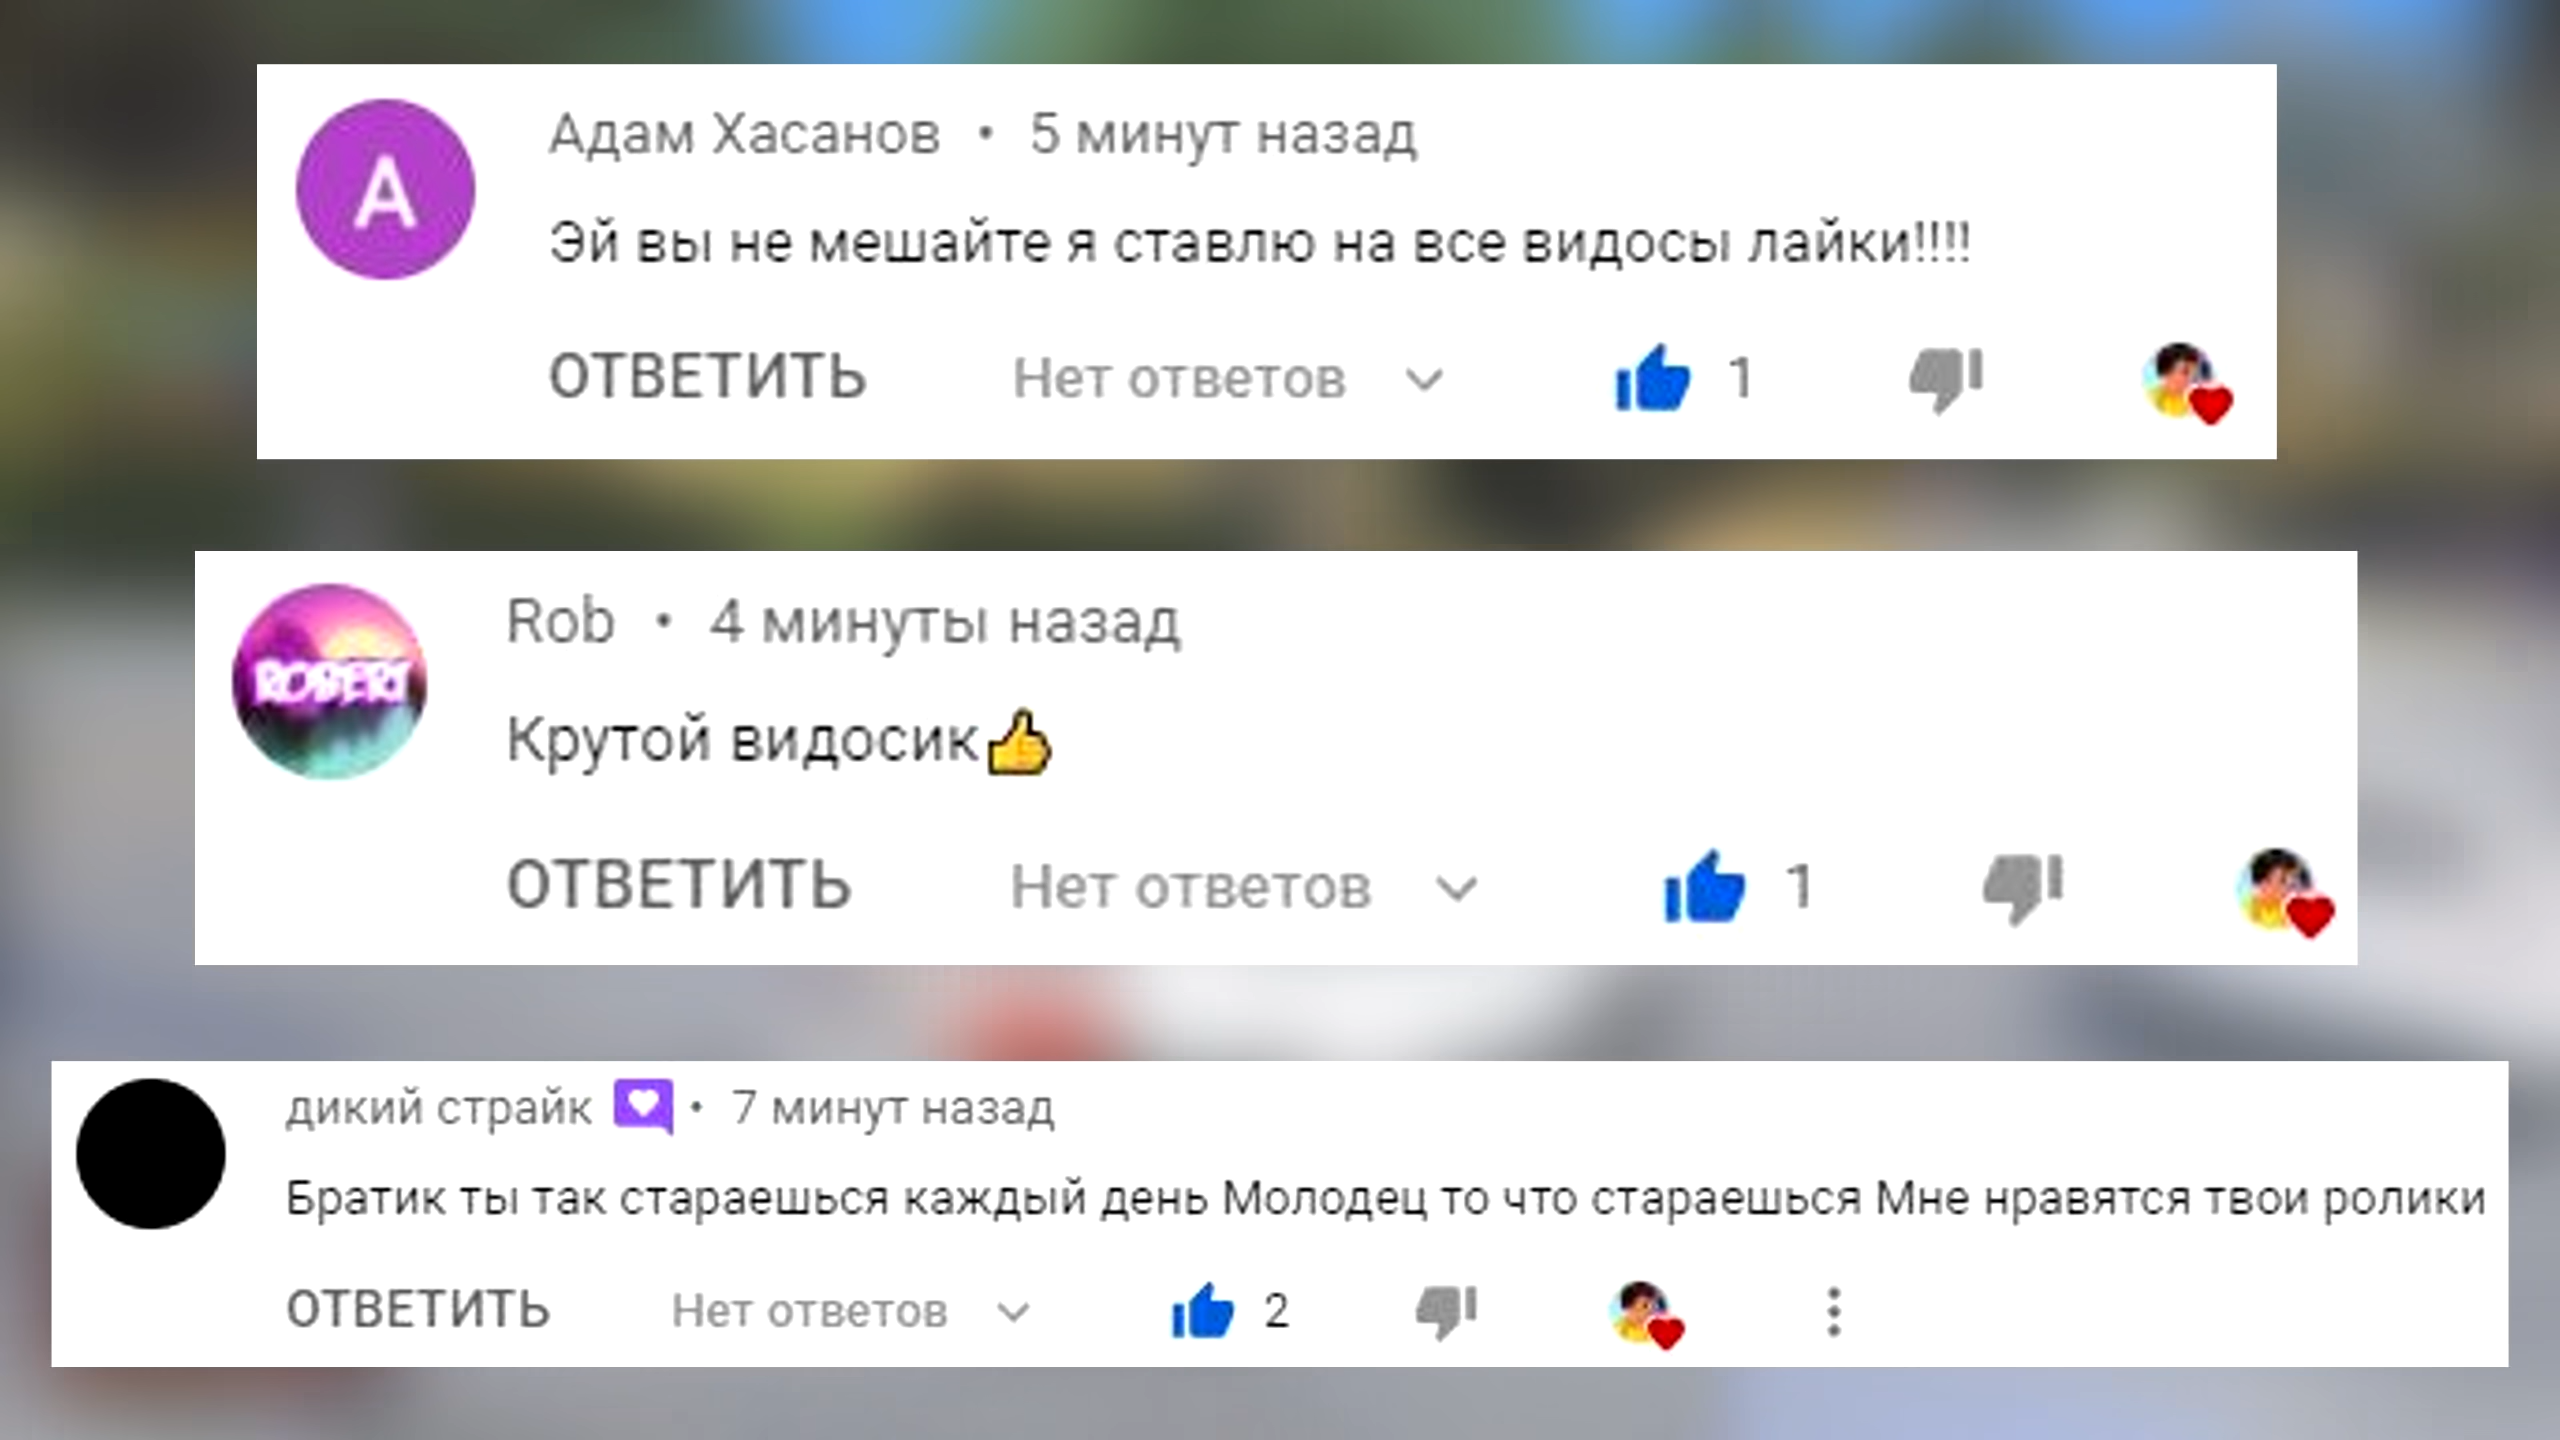 A
Адам Хасанов • 5 минут назад
Эй вы не мешайте я ставлю на все видосы лайки!!!!
ОТВЕТИТЬ Нет ответов 1
ROBERT
Rob • 4 минуты назад
Крутой видосик👍
ОТВЕТИТЬ Нет ответов 1
дикий страйк • 7 минут назад
Братик ты так стараешься каждый день Молодец то что стараешься Мне нравятся твои ролики
ОТВЕТИТЬ Нет ответов 2